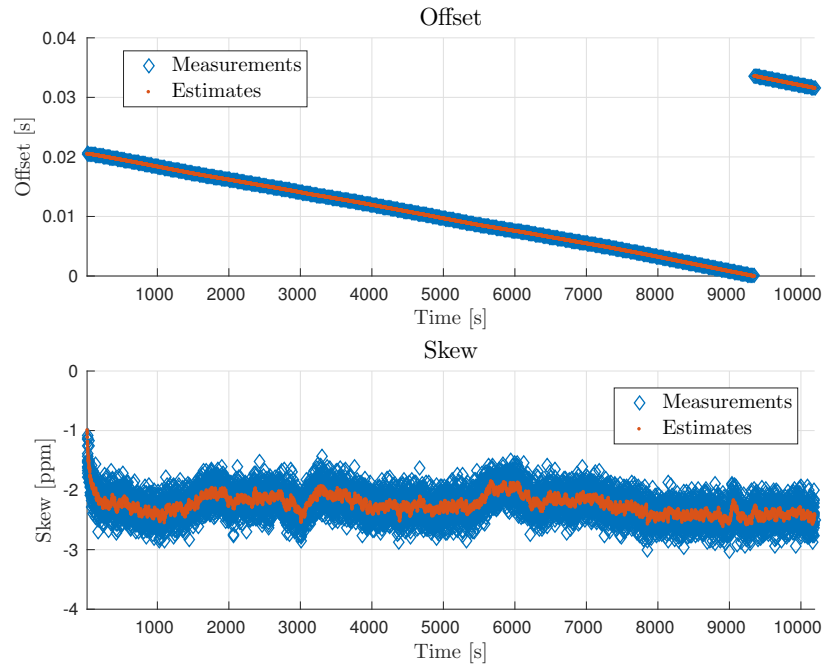 Offset
0.04
Measurements
Estimates
0.03
0.02
0.01
0
Offset [s]
1000 2000 3000 4000 5000 6000 7000 8000 9000 10000
Time [s]
Skew
0
Measurements
Estimates
-1
-2
-3
-4
Skew [ppm]
1000 2000 3000 4000 5000 6000 7000 8000 9000 10000
Time [s]